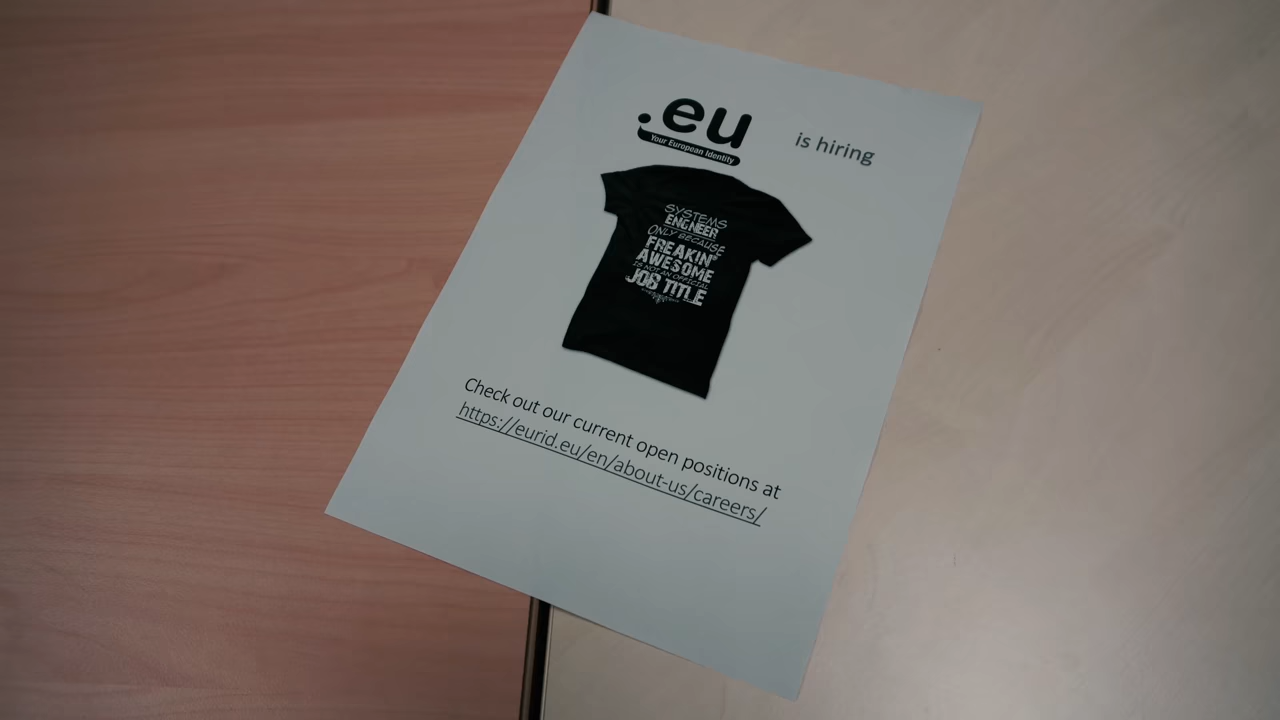 .eu
Your European Identity
is hiring
SYSTEMS
ENGINEER
ONLY BECAUSE
FREAKIN'
AWESOME
IS NOT AN OFFICIAL
JOB TITLE
Check out our current open positions at
https://eurid.eu/en/about-us/careers/